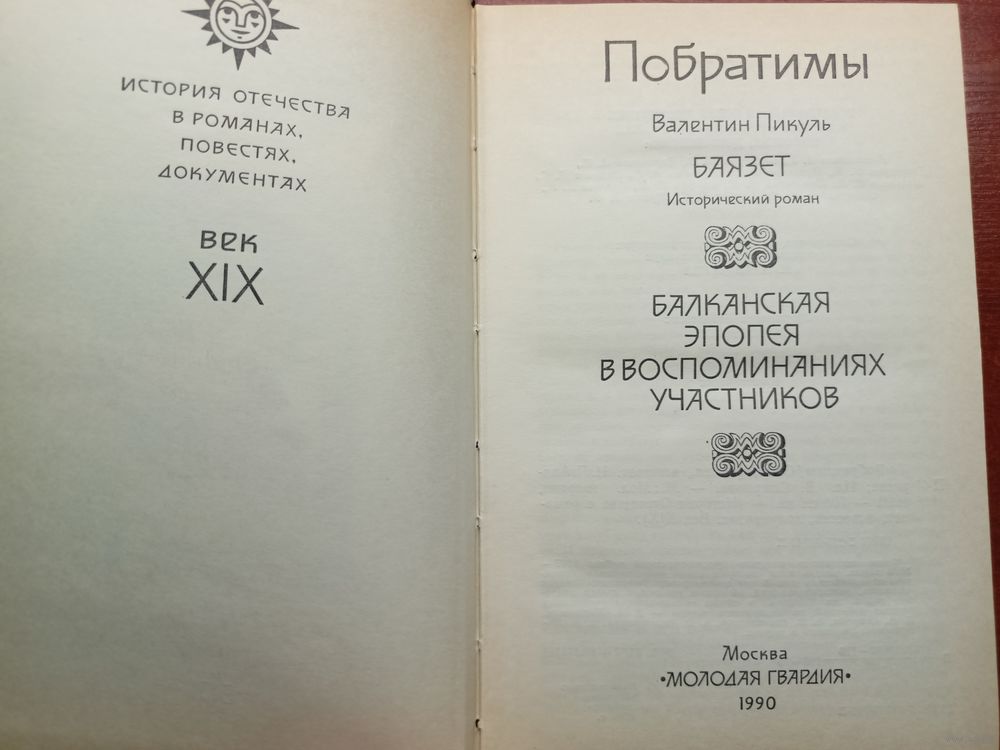 ИСТОРИЯ ОТЕЧЕСТВА
В РОМАНАХ,
ПОВЕСТЯХ,
ДОКУМЕНТАХ
ВЕК
XIX
Побратимы
Валентин Пикуль
БАЯЗЕТ
Исторический роман
БАЛКАНСКАЯ
ЭПОПЕЯ
В ВОСПОМИНАНИЯХ
УЧАСТНИКОВ
Москва
•МОЛОДАЯ ГВАРДИЯ•
1990